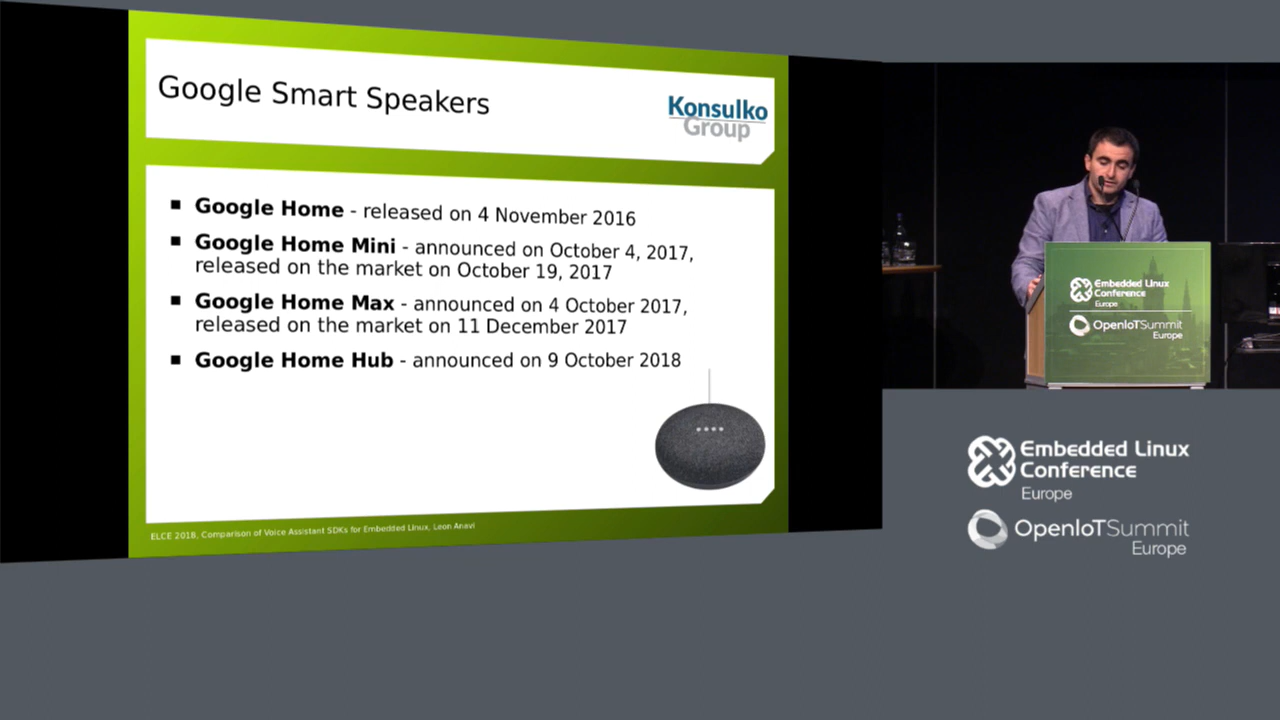 Google Smart Speakers
Konsulko
Group
Google Home - released on 4 November 2016
Google Home Mini - announced on October 4, 2017,
released on the market on October 19, 2017
Google Home Max - announced on 4 October 2017,
released on the market on 11 December 2017
Google Home Hub - announced on 9 October 2018
ELCE 2018, Comparison of Voice Assistant SDKs for Embedded Linux, Leon Anavi
Embedded Linux
Conference
Europe
OpenIoTSummit
Europe
Embedded Linux
Conference
Europe
OpenIoTSummit
Europe